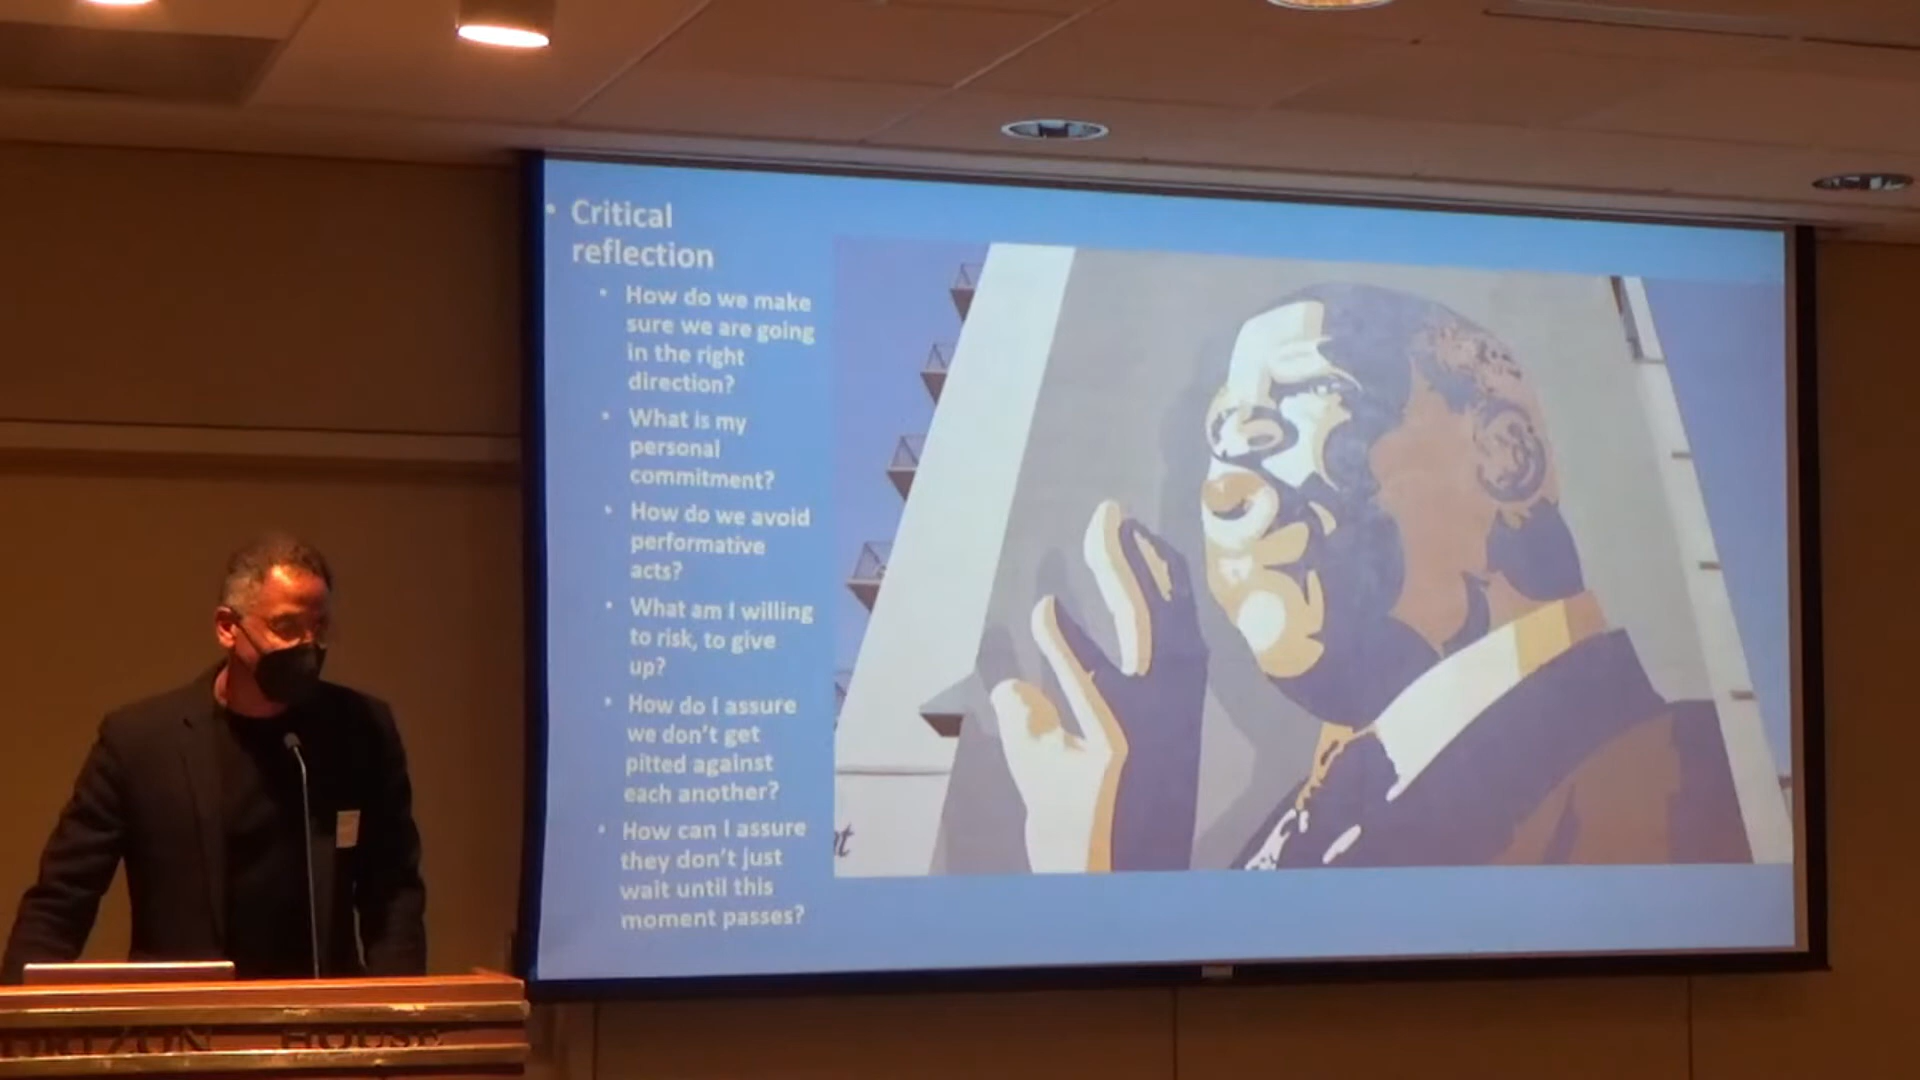 • Critical
reflection
• How do we make
sure we are going
in the right
direction?
• What is my
personal
commitment?
• How do we avoid
performative
acts?
• What am I willing
to risk, to give
up?
• How do I assure
we don't get
pitted against
each another?
• How can I assure
they don't just
wait until this
moment passes?
HORIZON HOUSE